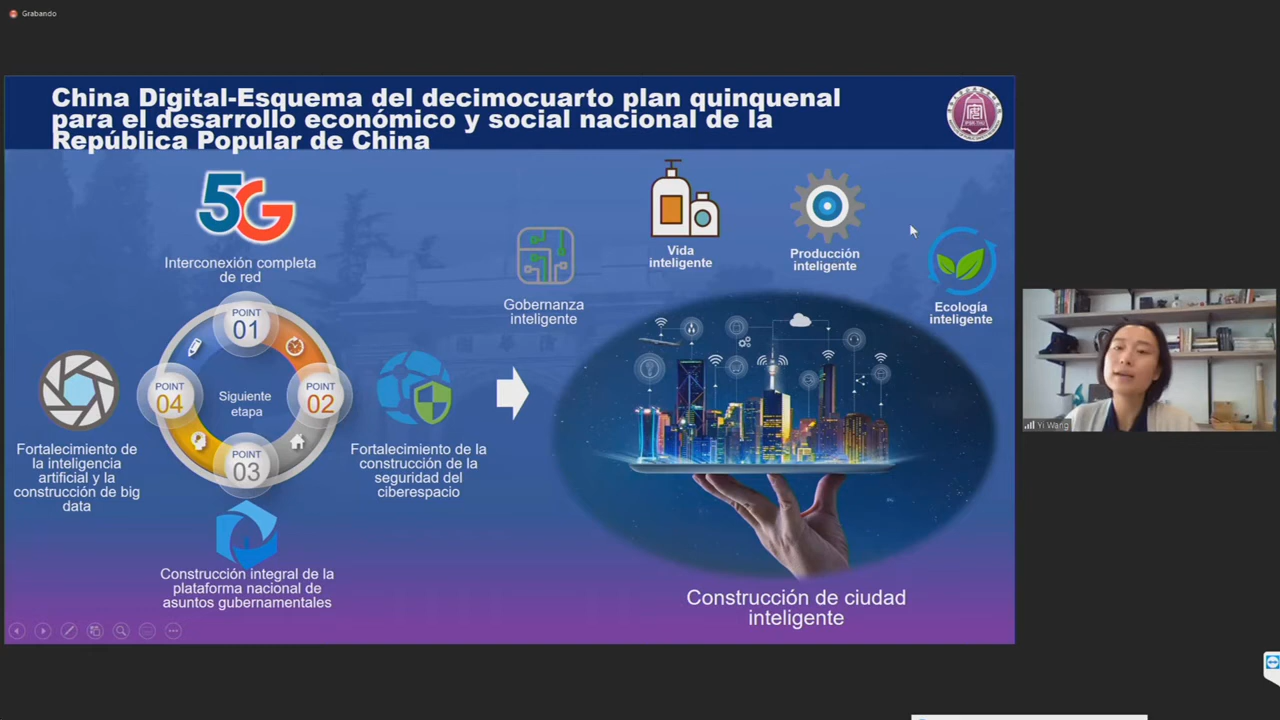 Grabando
China Digital-Esquema del decimocuarto plan quinquenal
para el desarrollo económico y social nacional de la
República Popular de China
5G
Interconexión completa
de red
POINT
01
POINT
02
POINT
03
POINT
04
Siguiente
etapa
Fortalecimiento de
la inteligencia
artificial y la
construcción de big
data
Fortalecimiento de la
construcción de la
seguridad del
ciberespacio
Construcción integral de la
plataforma nacional de
asuntos gubernamentales
Gobernanza
inteligente
Vida
inteligente
Producción
inteligente
Ecología
inteligente
Construcción de ciudad
inteligente
Yi Wang